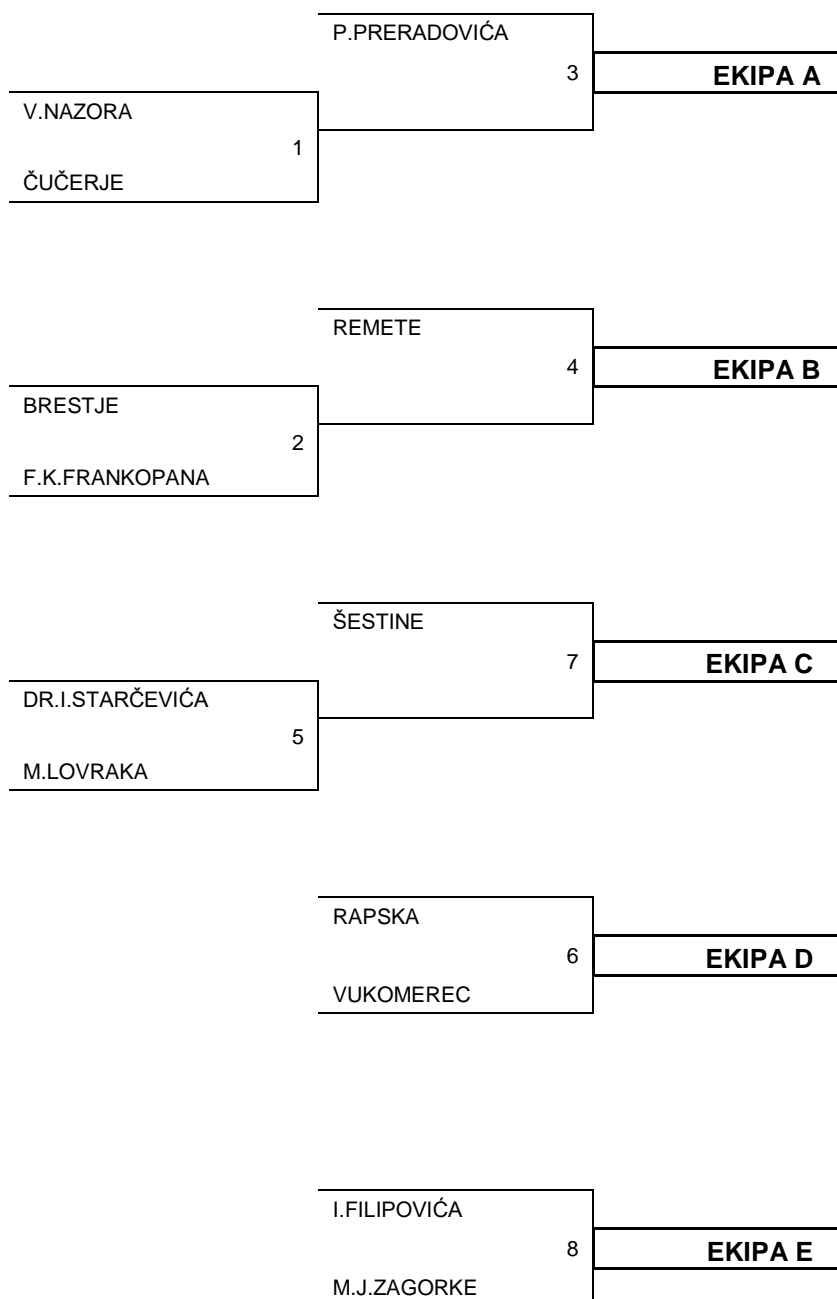 P.PRERADOVIĆA
3
EKIPA A
V.NAZORA
1
ČUČERJE
REMETE
4
EKIPA B
BRESTJE
2
F.K.FRANKOPANA
ŠESTINE
7
EKIPA C
DR.I.STARČEVIĆA
5
M.LOVRAKA
RAPSKA
6
EKIPA D
VUKOMEREC
I.FILIPOVIĆA
8
EKIPA E
M.J.ZAGORKE